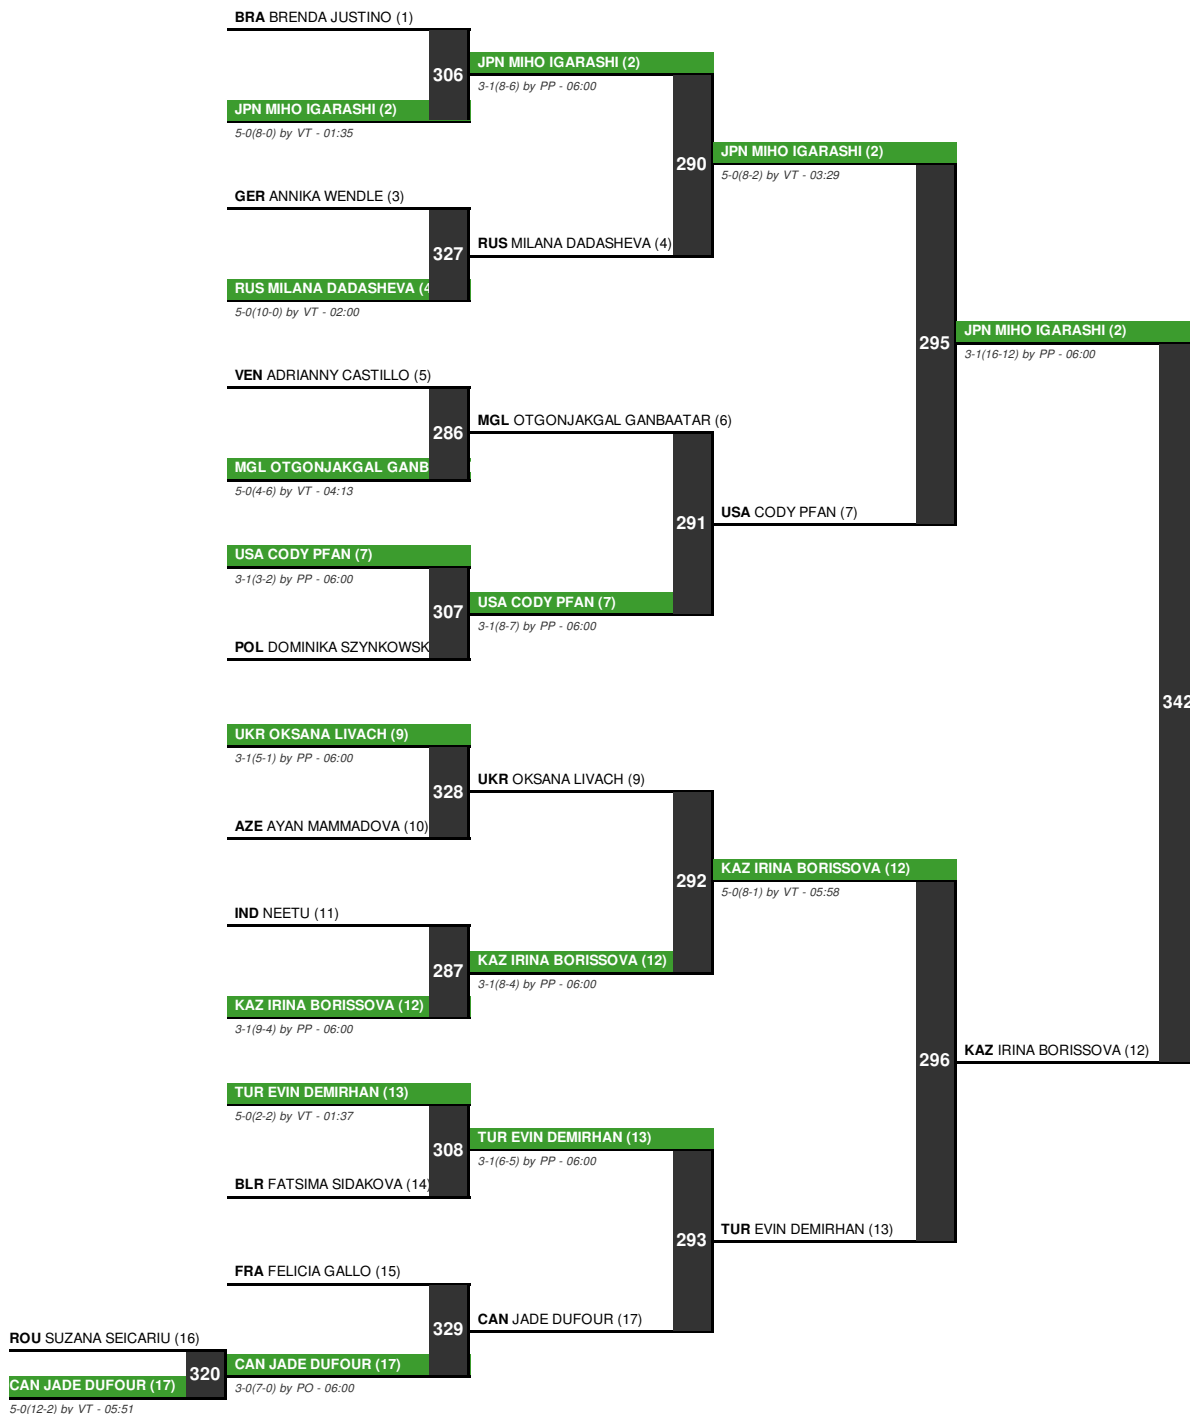 BRA BRENDA JUSTINO (1)
306
JPN MIHO IGARASHI (2)
5-0(8-0) by VT - 01:35
JPN MIHO IGARASHI (2)
3-1(8-6) by PP - 06:00
GER ANNIKA WENDLE (3)
327
RUS MILANA DADASHEVA (4
5-0(10-0) by VT - 02:00
RUS MILANA DADASHEVA (4)
290
JPN MIHO IGARASHI (2)
5-0(8-2) by VT - 03:29
VEN ADRIANNY CASTILLO (5)
286
MGL OTGONJAKGAL GANB
5-0(4-6) by VT - 04:13
MGL OTGONJAKGAL GANBAATAR (6)
291
USA CODY PFAN (7)
3-1(3-2) by PP - 06:00
307
POL DOMINIKA SZYNKOWSK
USA CODY PFAN (7)
3-1(8-7) by PP - 06:00
USA CODY PFAN (7)
295
JPN MIHO IGARASHI (2)
3-1(16-12) by PP - 06:00
342
UKR OKSANA LIVACH (9)
3-1(5-1) by PP - 06:00
328
AZE AYAN MAMMADOVA (10)
UKR OKSANA LIVACH (9)
292
IND NEETU (11)
287
KAZ IRINA BORISSOVA (12)
3-1(9-4) by PP - 06:00
KAZ IRINA BORISSOVA (12)
3-1(8-4) by PP - 06:00
KAZ IRINA BORISSOVA (12)
5-0(8-1) by VT - 05:58
296
KAZ IRINA BORISSOVA (12)
TUR EVIN DEMIRHAN (13)
5-0(2-2) by VT - 01:37
308
BLR FATSIMA SIDAKOVA (14)
TUR EVIN DEMIRHAN (13)
3-1(6-5) by PP - 06:00
293
TUR EVIN DEMIRHAN (13)
FRA FELICIA GALLO (15)
329
CAN JADE DUFOUR (17)
ROU SUZANA SEICARIU (16)
320
CAN JADE DUFOUR (17)
5-0(12-2) by VT - 05:51
CAN JADE DUFOUR (17)
3-0(7-0) by PO - 06:00